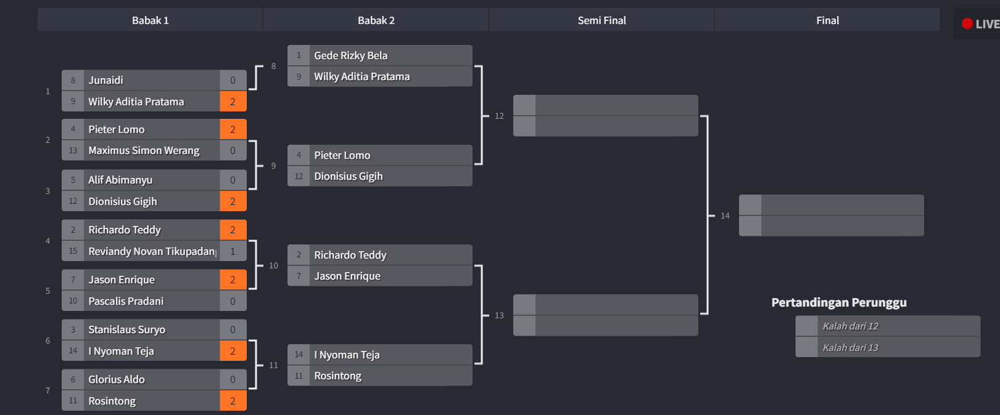 Babak 1
Babak 2
Semi Final
Final
LIVE
1
8 Junaidi 0
9 Wilky Aditia Pratama 2
2
4 Pieter Lomo 2
13 Maximus Simon Werang 0
3
5 Alif Abimanyu 0
12 Dionisius Gigih 2
4
2 Richardo Teddy 2
15 Reviandy Novan Tikupadang 1
5
7 Jason Enrique 2
10 Pascalis Pradani 0
6
3 Stanislaus Suryo 0
14 I Nyoman Teja 2
7
6 Glorius Aldo 0
11 Rosintong 2
8
1 Gede Rizky Bela
9 Wilky Aditia Pratama
9
4 Pieter Lomo
12 Dionisius Gigih
10
2 Richardo Teddy
7 Jason Enrique
11
14 I Nyoman Teja
11 Rosintong
12
13
14
Pertandingan Perunggu
Kalah dari 12
Kalah dari 13